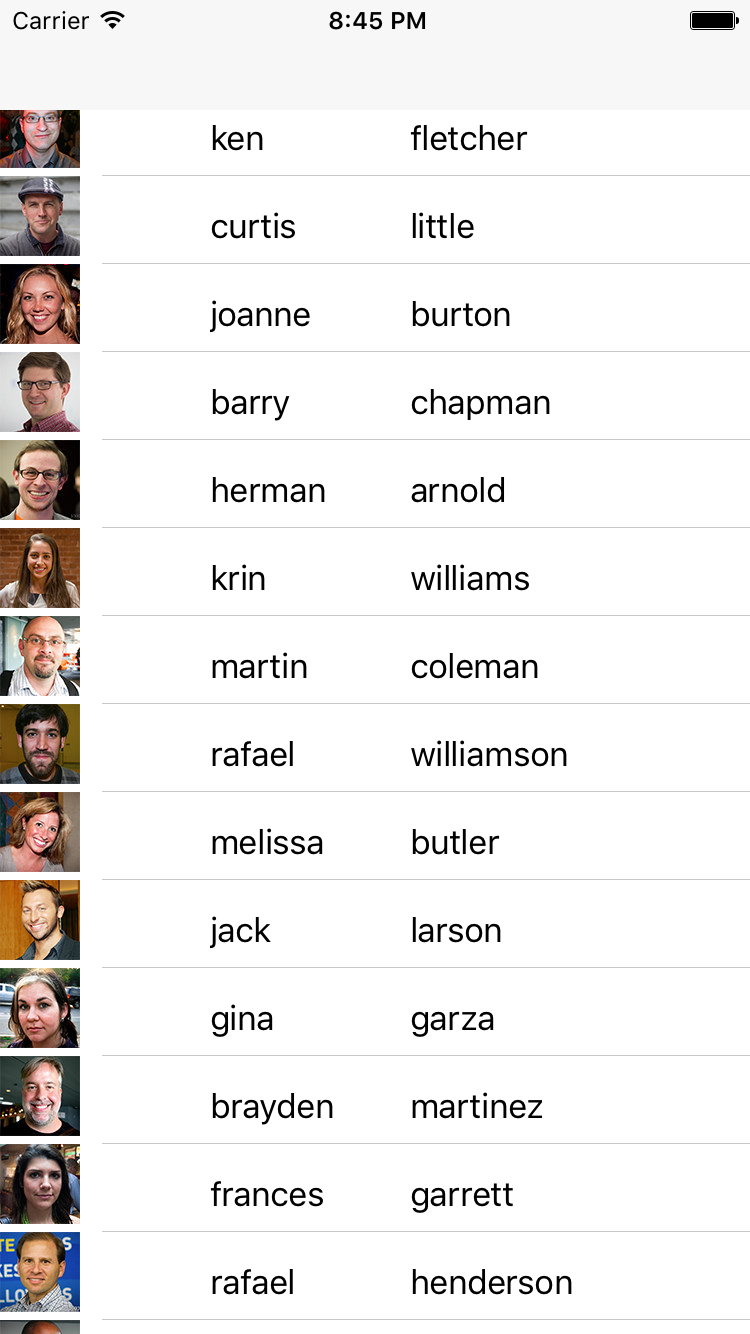 Carrier 8:45 PM
ken fletcher
curtis little
joanne burton
barry chapman
herman arnold
krin williams
martin coleman
rafael williamson
melissa butler
jack larson
gina garza
brayden martinez
frances garrett
rafael henderson